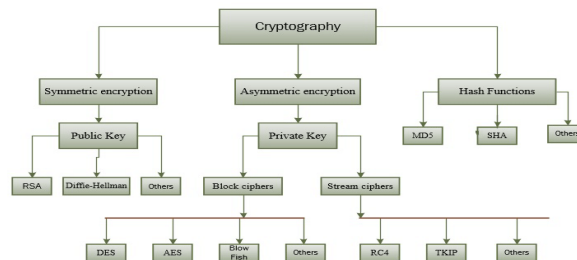 Cryptography
Symmetric encryption
Asymmetric encryption
Hash Functions
Public Key
Private Key
MD5
SHA
Others
RSA
Diffie-Hellman
Others
Block ciphers
Stream ciphers
DES
AES
Blow
Fish
Others
RC4
TKIP
Others